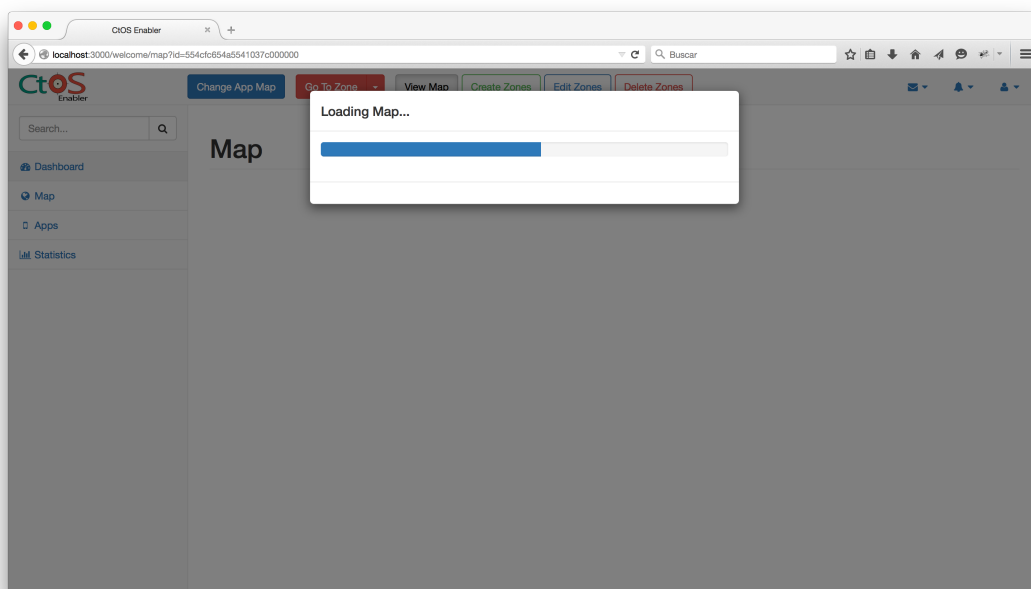 CtOS Enabler
localhost:3000/welcome/map?id=554cfc654a5541037c000000
Buscar
CtOS
Enabler
Change App Map
Go To Zone
View Map
Create Zones
Edit Zones
Delete Zones
Loading Map...
Search...
Map
Dashboard
Map
Apps
Statistics